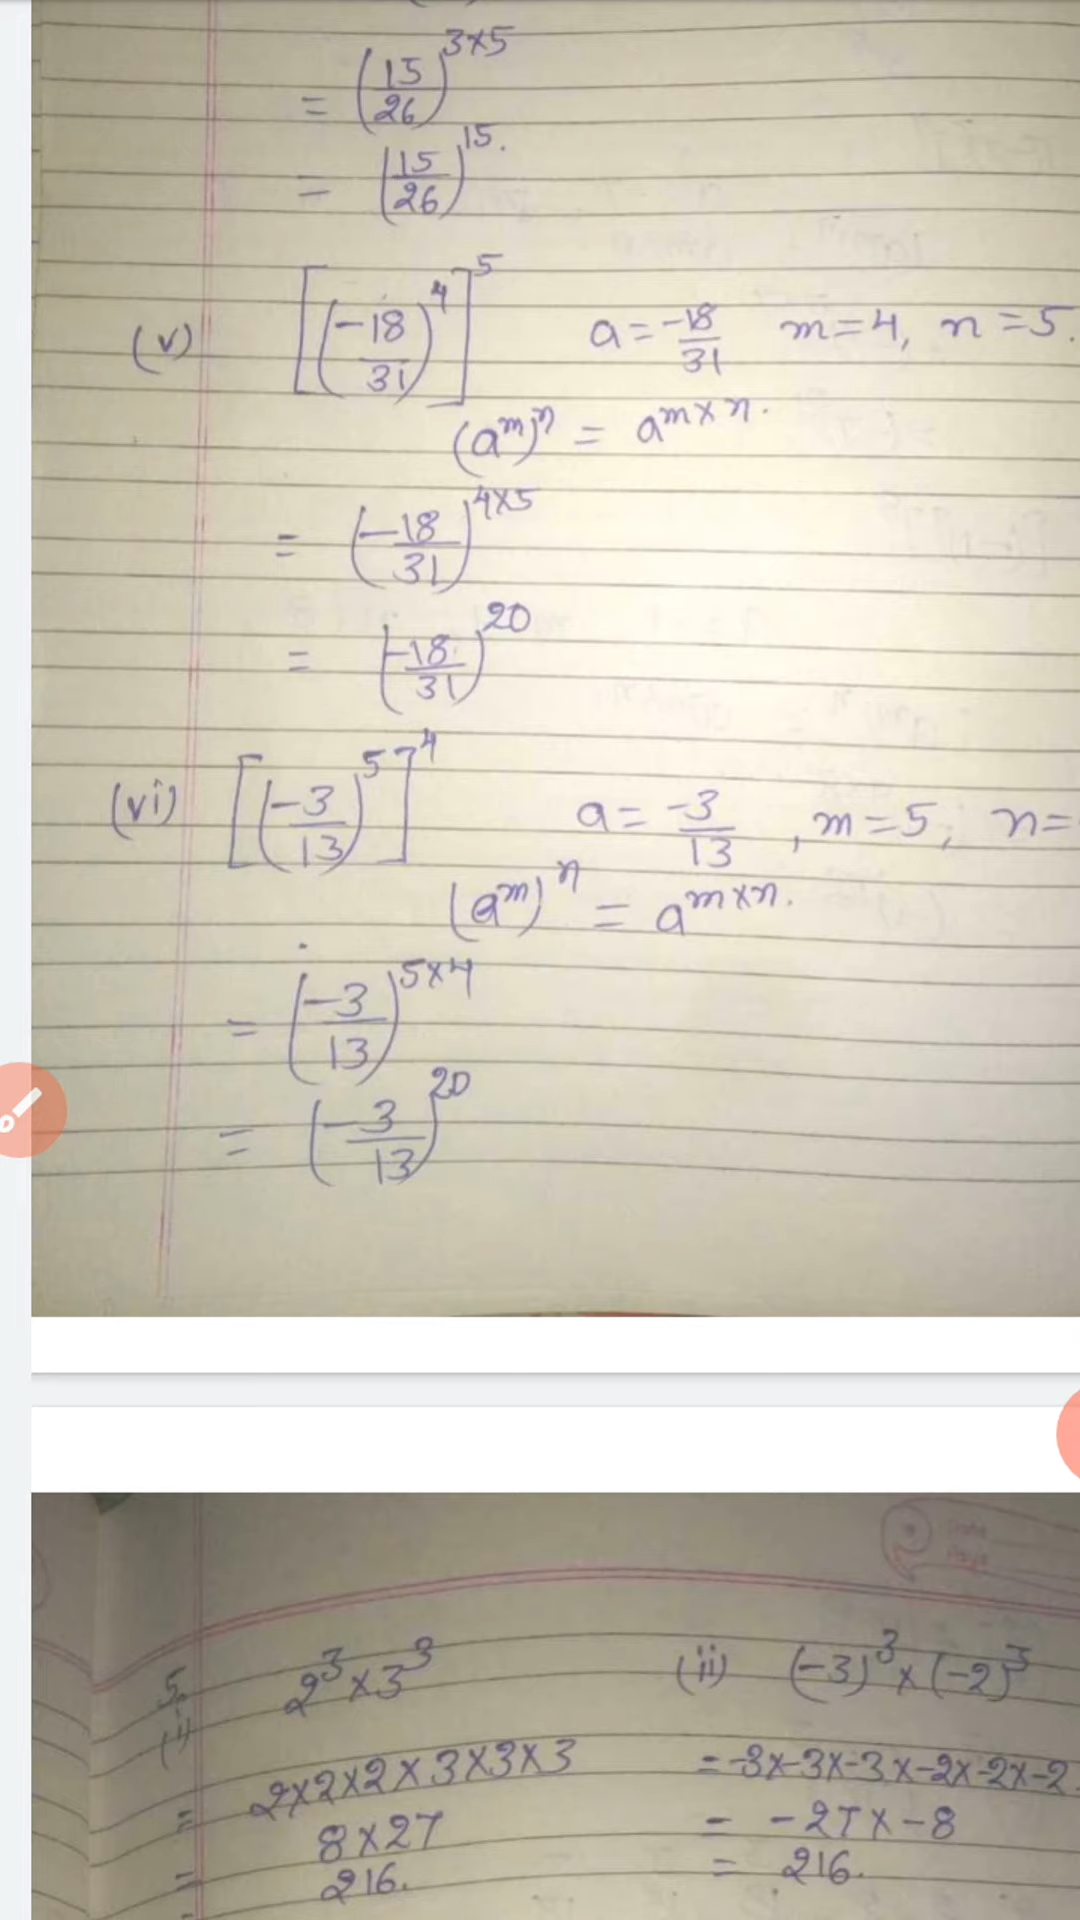 = (15/26)^3×5
= (15/26)^15.
(v) [(-18/31)^4]^5 a = -18/31 m=4, n=5.
(a^m)^n = a^m×n.
= (-18/31)^4×5
= (-18/31)^20
(vi) [(-3/13)^5]^4 a = -3/13, m=5, n=
(a^m)^n = a^m×n.
= (-3/13)^5×4
= (-3/13)^20
5.
(i) 2^3×3^3 (ii) (-3)^3×(-2)^3
= 2×2×2×3×3×3 = -3×-3×-3×-2×-2×-2
= 8×27 = -27×-8
= 216. = 216.